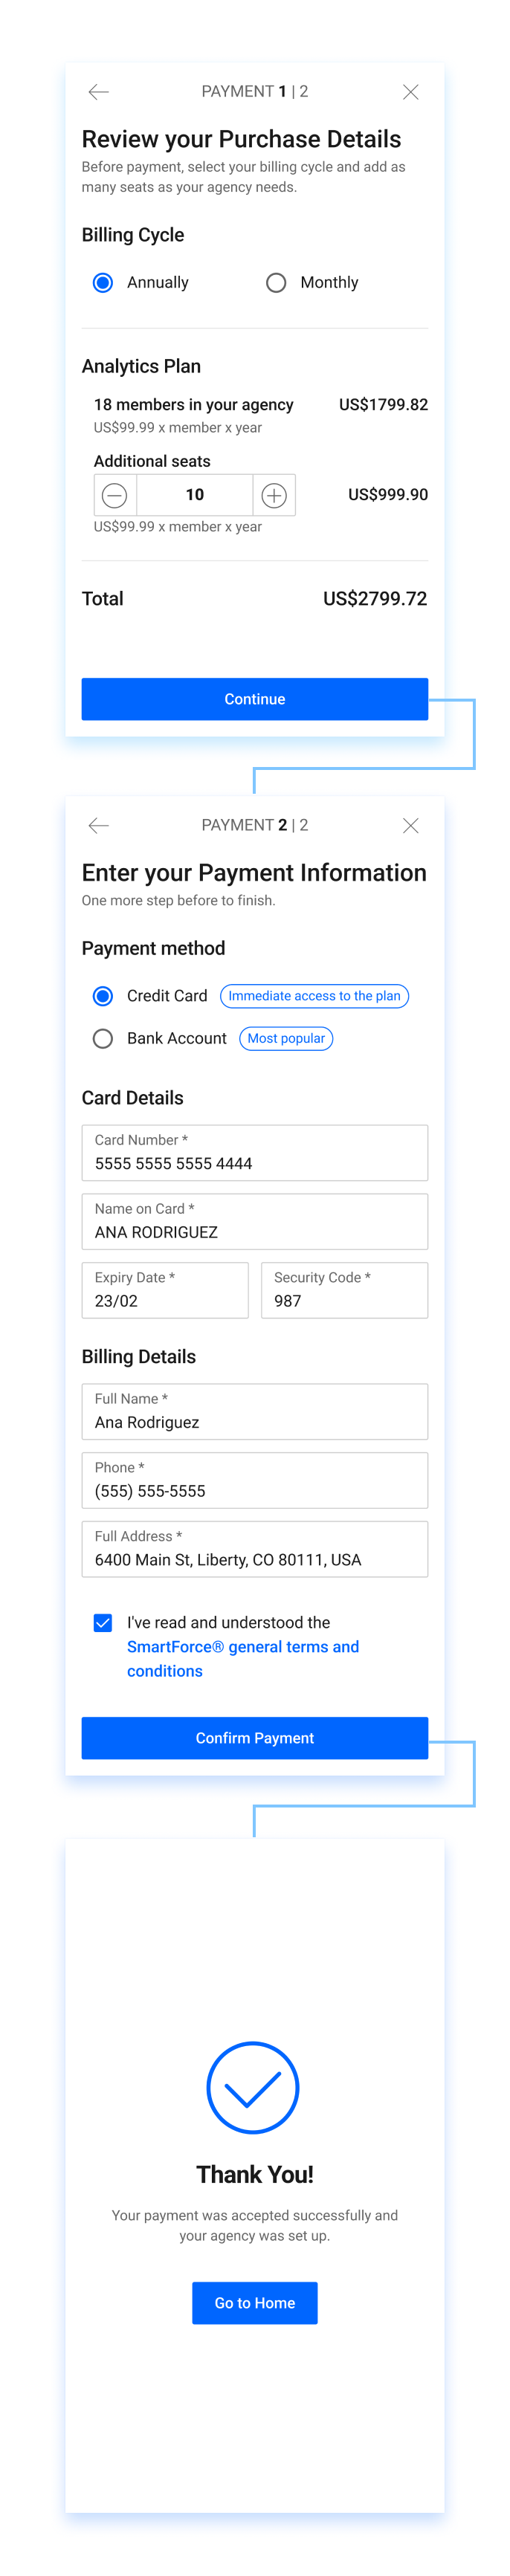 PAYMENT 1 | 2
Review your Purchase Details
Before payment, select your billing cycle and add as
many seats as your agency needs.
Billing Cycle
Annually
Monthly
Analytics Plan
18 members in your agency
US$1799.82
US$99.99 x member x year
Additional seats
10
US$999.90
US$99.99 x member x year
Total
US$2799.72
Continue
PAYMENT 2 | 2
Enter your Payment Information
One more step before to finish.
Payment method
Credit Card
Immediate access to the plan
Bank Account
Most popular
Card Details
Card Number *
5555 5555 5555 4444
Name on Card *
ANA RODRIGUEZ
Expiry Date *
23/02
Security Code *
987
Billing Details
Full Name *
Ana Rodriguez
Phone *
(555) 555-5555
Full Address *
6400 Main St, Liberty, CO 80111, USA
I've read and understood the
SmartForce® general terms and
conditions
Confirm Payment
Thank You!
Your payment was accepted successfully and
your agency was set up.
Go to Home